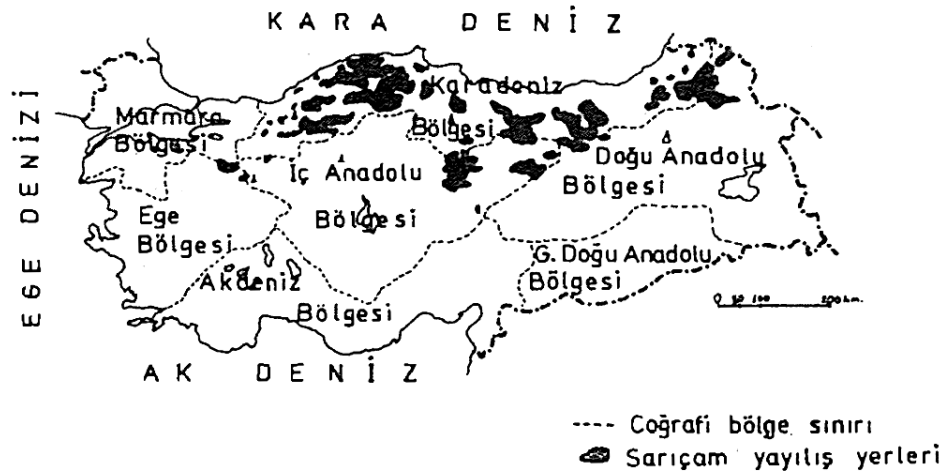 KARA DENİZ
EGE DENİZİ
Marmara
Bölgesi
Karadeniz
Bölgesi
İç Anadolu
Bölgesi
Doğu Anadolu
Bölgesi
Ege
Bölgesi
Akdeniz
Bölgesi
G. Doğu Anadolu
Bölgesi
0 50 100 200 km.
AK DENİZ
Coğrafi bölge sınırı
Sarıçam yayılış yerleri